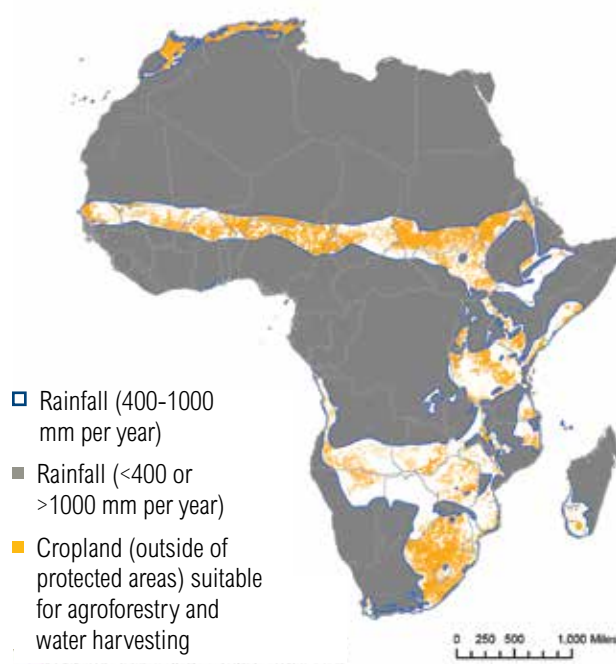 Rainfall (400-1000
mm per year)
Rainfall (<400 or
>1000 mm per year)
Cropland (outside of
protected areas) suitable
for agroforestry and
water harvesting
0 250 500 1,000 Miles